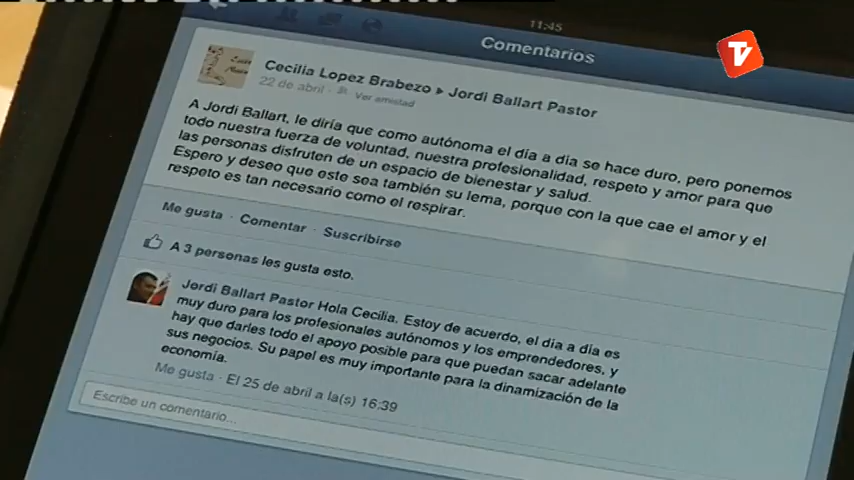 11:45
Comentarios
TV
Cecilia Lopez Brabezo ▸ Jordi Ballart Pastor
22 de abril · Ver amistad
A Jordi Ballart, le diría que como autónoma el día a día se hace duro, pero ponemos
todo nuestra fuerza de voluntad, nuestra profesionalidad, respeto y amor para que
las personas disfruten de un espacio de bienestar y salud.
Espero y deseo que este sea también su lema, porque con la que cae el amor y el
respeto es tan necesario como el respirar.
Me gusta · Comentar · Suscribirse
A 3 personas les gusta esto.
Jordi Ballart Pastor Hola Cecilia. Estoy de acuerdo, el dia a dia es
muy duro para los profesionales autónomos y los emprendedores, y
hay que darles todo el apoyo posible para que puedan sacar adelante
sus negocios. Su papel es muy importante para la dinamización de la
economía.
Me gusta · El 25 de abril a la(s) 16:39
Escribe un comentario...